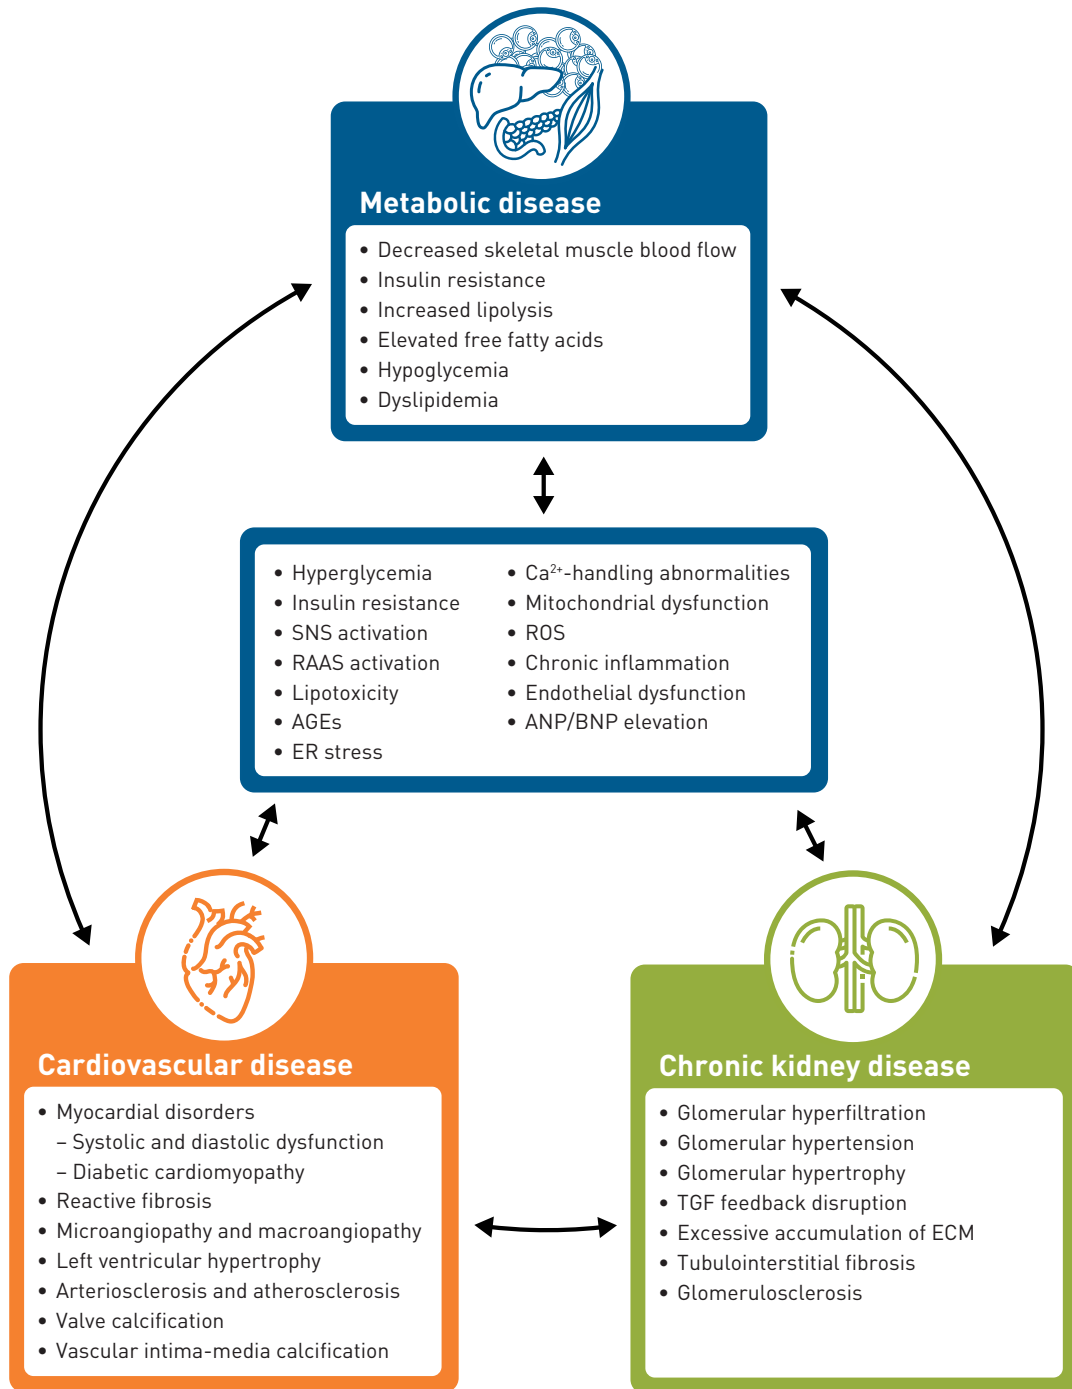 Metabolic disease
• Decreased skeletal muscle blood flow
• Insulin resistance
• Increased lipolysis
• Elevated free fatty acids
• Hypoglycemia
• Dyslipidemia
• Hyperglycemia
• Insulin resistance
• SNS activation
• RAAS activation
• Lipotoxicity
• AGEs
• ER stress
• Ca²⁺-handling abnormalities
• Mitochondrial dysfunction
• ROS
• Chronic inflammation
• Endothelial dysfunction
• ANP/BNP elevation
Cardiovascular disease
• Myocardial disorders
– Systolic and diastolic dysfunction
– Diabetic cardiomyopathy
• Reactive fibrosis
• Microangiopathy and macroangiopathy
• Left ventricular hypertrophy
• Arteriosclerosis and atherosclerosis
• Valve calcification
• Vascular intima-media calcification
Chronic kidney disease
• Glomerular hyperfiltration
• Glomerular hypertension
• Glomerular hypertrophy
• TGF feedback disruption
• Excessive accumulation of ECM
• Tubulointerstitial fibrosis
• Glomerulosclerosis